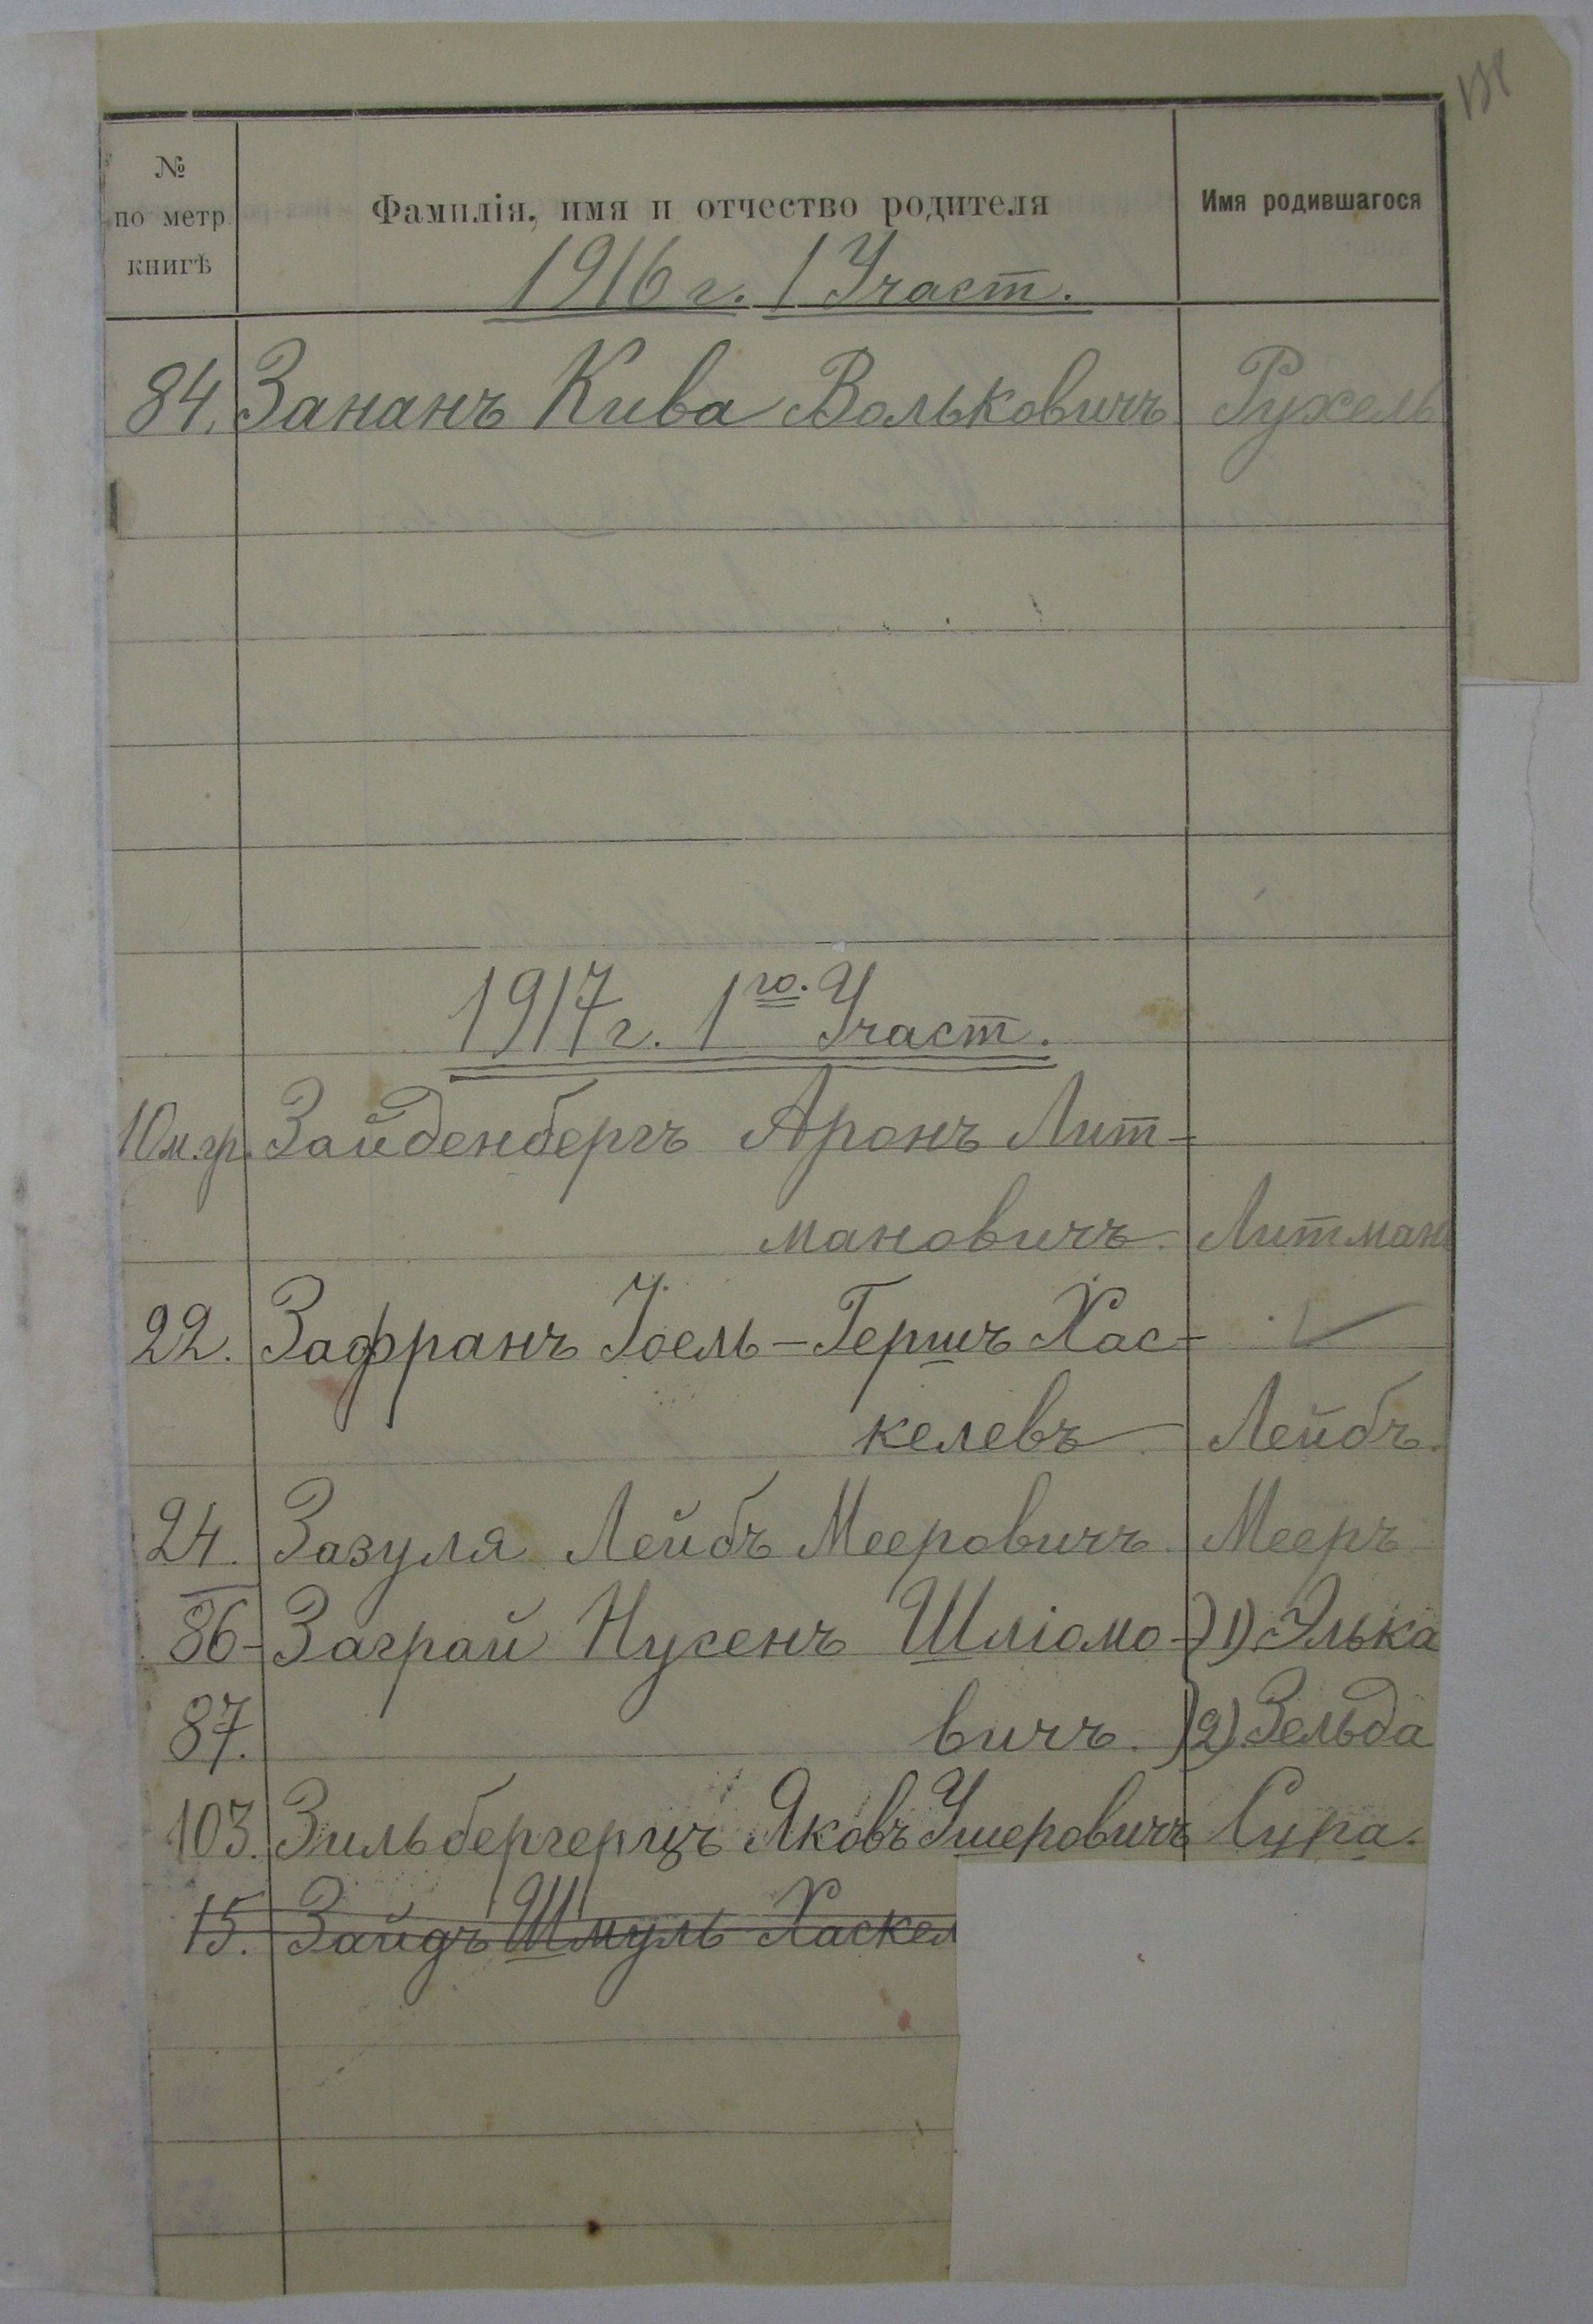 131
№
по метр.
книгѣ
Фамилія, имя и отчество родителя
Имя родившагося
1916 г. 1 Участ.
84. Зананъ Кива Вольковичъ Рухель
1917 г. 1го. Участ.
10 м.гр. Зайденбергъ Аронъ Лит-
мановичъ. Литман
22. Зафранъ Іоель-Гершъ Хас-
келевъ Лейбъ.
24. Зазуля Лейбъ Мееровичъ. Мееръ
86- Заграй Нусенъ Шліомо- 1) Элька
87. вичъ. 2) Зельда
103. Зильбергерцъ Яковъ Ушеровичъ Сура.
15. Зайдъ Шмуль Хаскел